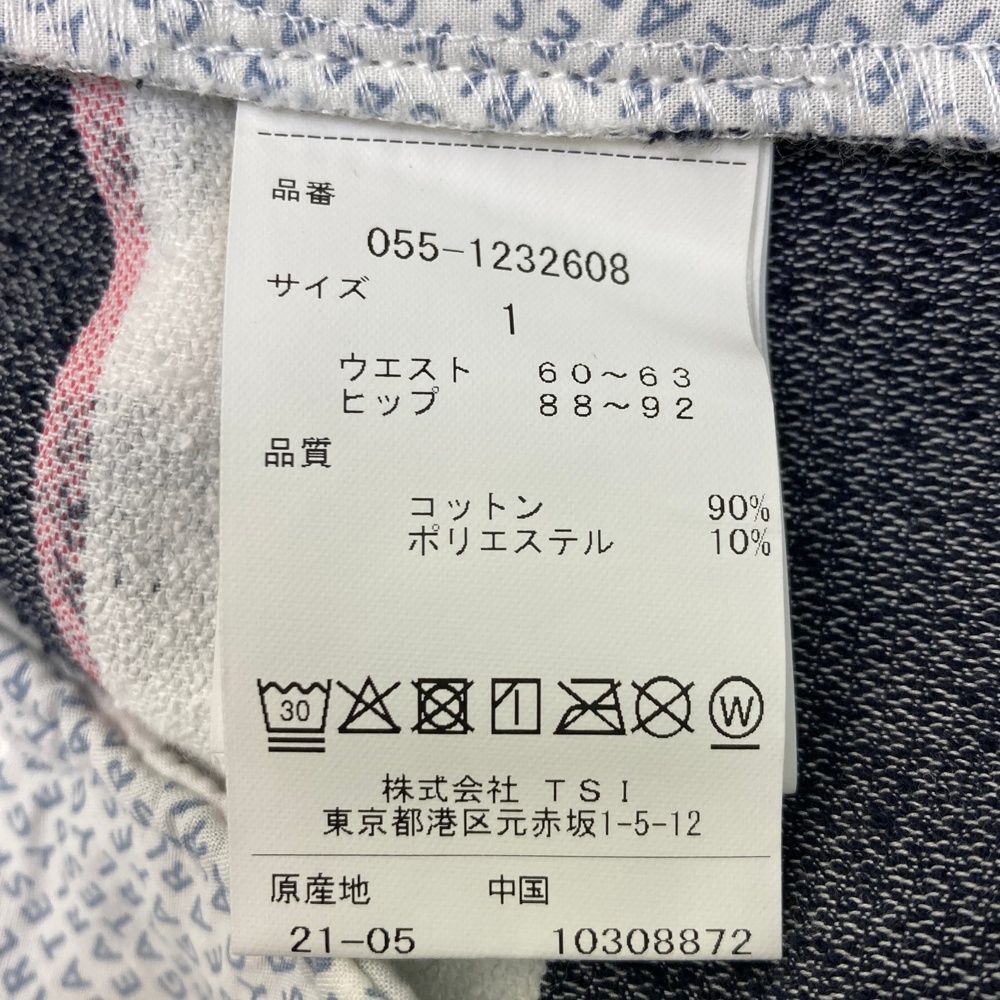 品番
055-1232608
サイズ
1
ウエスト 60～63
ヒップ 88～92
品質
コットン 90%
ポリエステル 10%
30
W
株式会社 TSI
東京都港区元赤坂1-5-12
原産地 中国
21-05 10308872